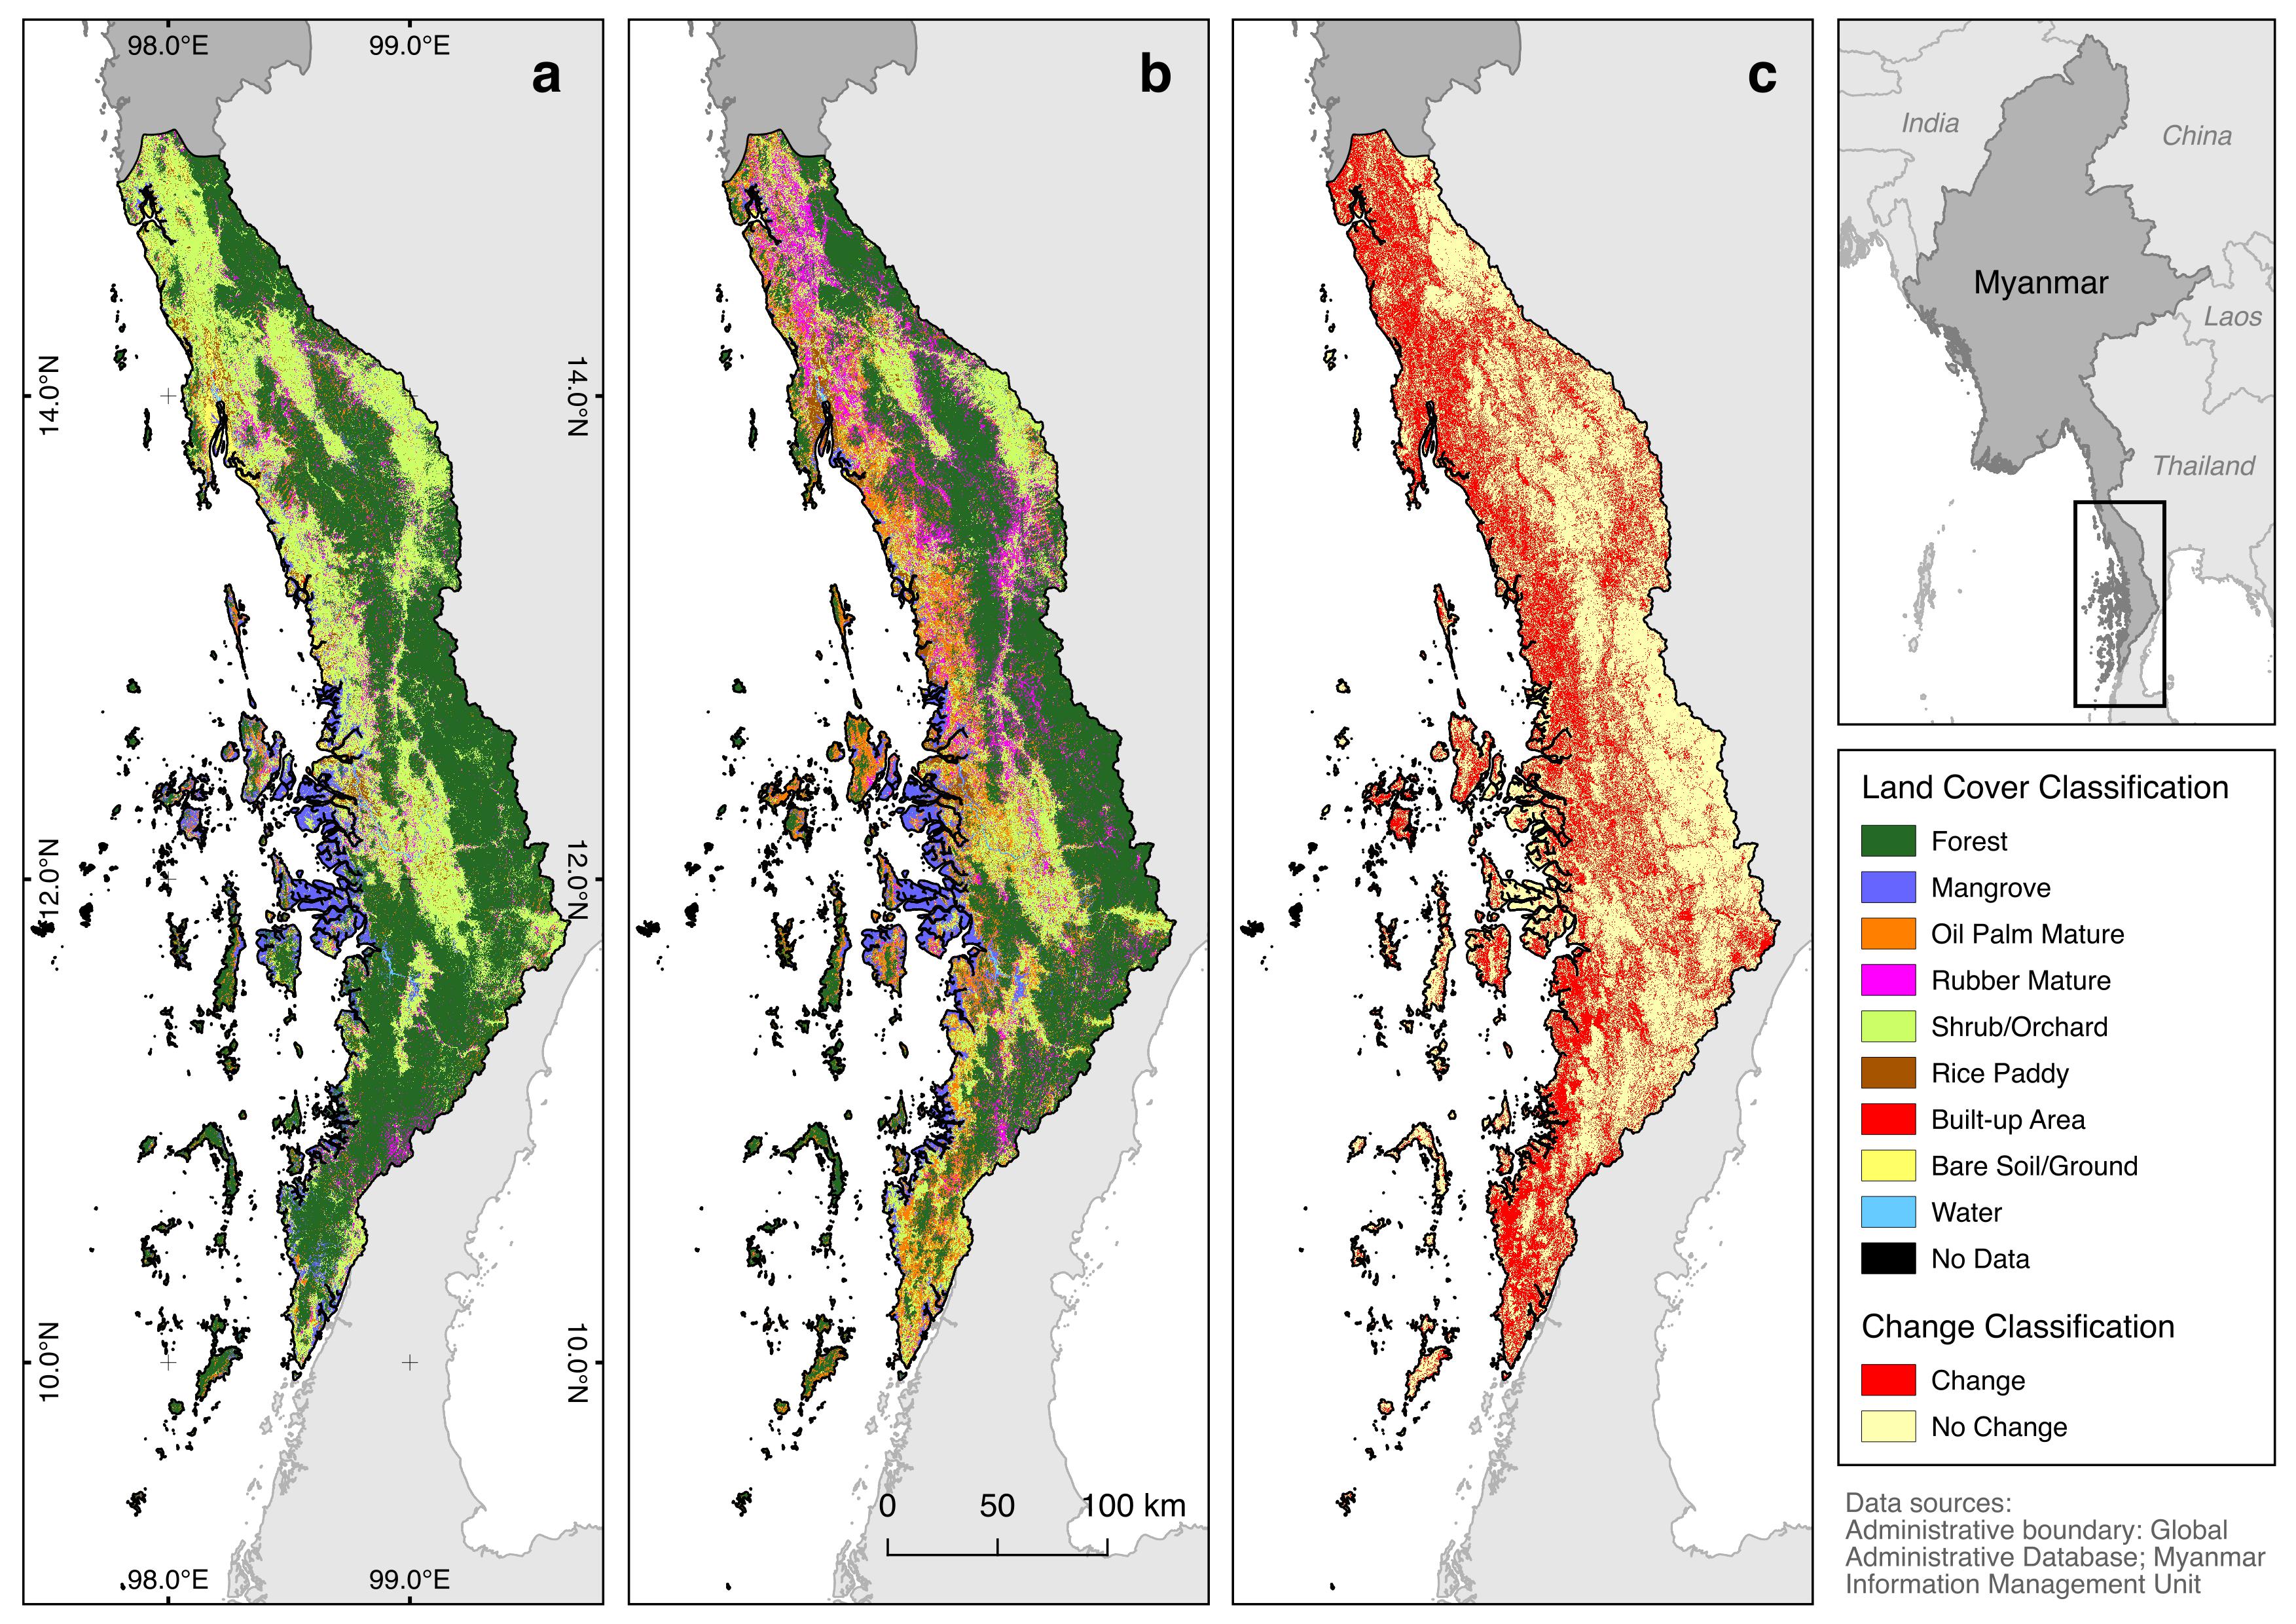 98.0°E
99.0°E
a
14.0°N
14.0°N
12.0°N
12.0°N
10.0°N
10.0°N
98.0°E
99.0°E
b
0 50 100 km
c
India
China
Myanmar
Laos
Thailand
Land Cover Classification
Forest
Mangrove
Oil Palm Mature
Rubber Mature
Shrub/Orchard
Rice Paddy
Built-up Area
Bare Soil/Ground
Water
No Data
Change Classification
Change
No Change
Data sources:
Administrative boundary: Global
Administrative Database; Myanmar
Information Management Unit